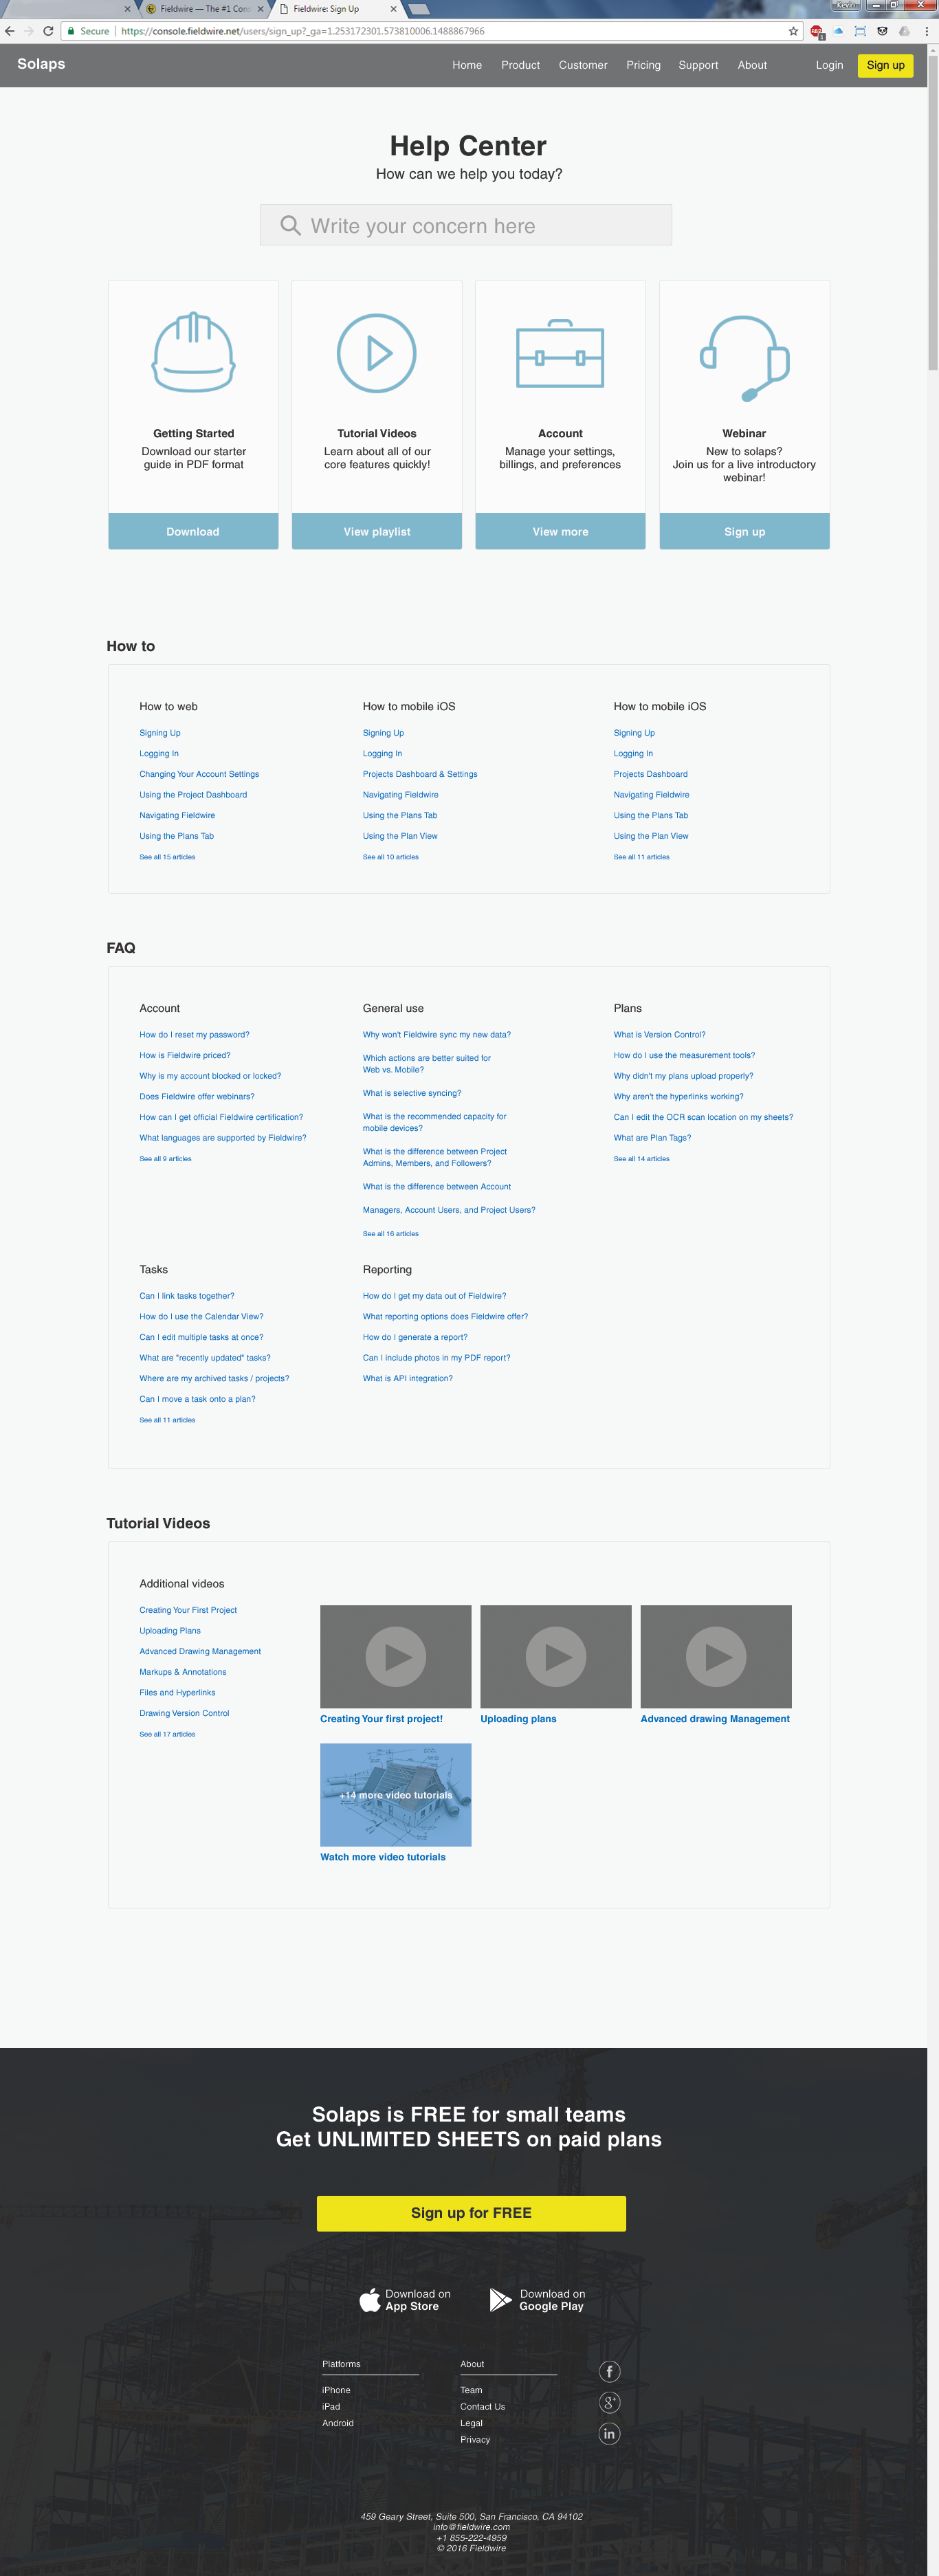 Fieldwire — The #1 Cons
Fieldwire: Sign Up
Kevin
Secure
https://console.fieldwire.net/users/sign_up?_ga=1.253172301.573810006.1488867966
Solaps
Home Product Customer Pricing Support About Login Sign up
Help Center
How can we help you today?
Write your concern here
Getting Started
Download our starter
guide in PDF format
Download
Tutorial Videos
Learn about all of our
core features quickly!
View playlist
Account
Manage your settings,
billings, and preferences
View more
Webinar
New to solaps?
Join us for a live introductory
webinar!
Sign up
How to
How to web
Signing Up
Logging In
Changing Your Account Settings
Using the Project Dashboard
Navigating Fieldwire
Using the Plans Tab
See all 15 articles
How to mobile iOS
Signing Up
Logging In
Projects Dashboard & Settings
Navigating Fieldwire
Using the Plans Tab
Using the Plan View
See all 10 articles
How to mobile iOS
Signing Up
Logging In
Projects Dashboard
Navigating Fieldwire
Using the Plans Tab
Using the Plan View
See all 11 articles
FAQ
Account
How do I reset my password?
How is Fieldwire priced?
Why is my account blocked or locked?
Does Fieldwire offer webinars?
How can I get official Fieldwire certification?
What languages are supported by Fieldwire?
See all 9 articles
General use
Why won't Fieldwire sync my new data?
Which actions are better suited for
Web vs. Mobile?
What is selective syncing?
What is the recommended capacity for
mobile devices?
What is the difference between Project
Admins, Members, and Followers?
What is the difference between Account
Managers, Account Users, and Project Users?
See all 16 articles
Plans
What is Version Control?
How do I use the measurement tools?
Why didn't my plans upload properly?
Why aren't the hyperlinks working?
Can I edit the OCR scan location on my sheets?
What are Plan Tags?
See all 14 articles
Tasks
Can I link tasks together?
How do I use the Calendar View?
Can I edit multiple tasks at once?
What are "recently updated" tasks?
Where are my archived tasks / projects?
Can I move a task onto a plan?
See all 11 articles
Reporting
How do I get my data out of Fieldwire?
What reporting options does Fieldwire offer?
How do I generate a report?
Can I include photos in my PDF report?
What is API integration?
Tutorial Videos
Additional videos
Creating Your First Project
Uploading Plans
Advanced Drawing Management
Markups & Annotations
Files and Hyperlinks
Drawing Version Control
See all 17 articles
Creating Your first project!
Uploading plans
Advanced drawing Management
+14 more video tutorials
Watch more video tutorials
Solaps is FREE for small teams
Get UNLIMITED SHEETS on paid plans
Sign up for FREE
Download on
App Store
Download on
Google Play
Platforms
iPhone
iPad
Android
About
Team
Contact Us
Legal
Privacy
f
g+
in
459 Geary Street, Suite 500, San Francisco, CA 94102
info@fieldwire.com
+1 855-222-4959
© 2016 Fieldwire